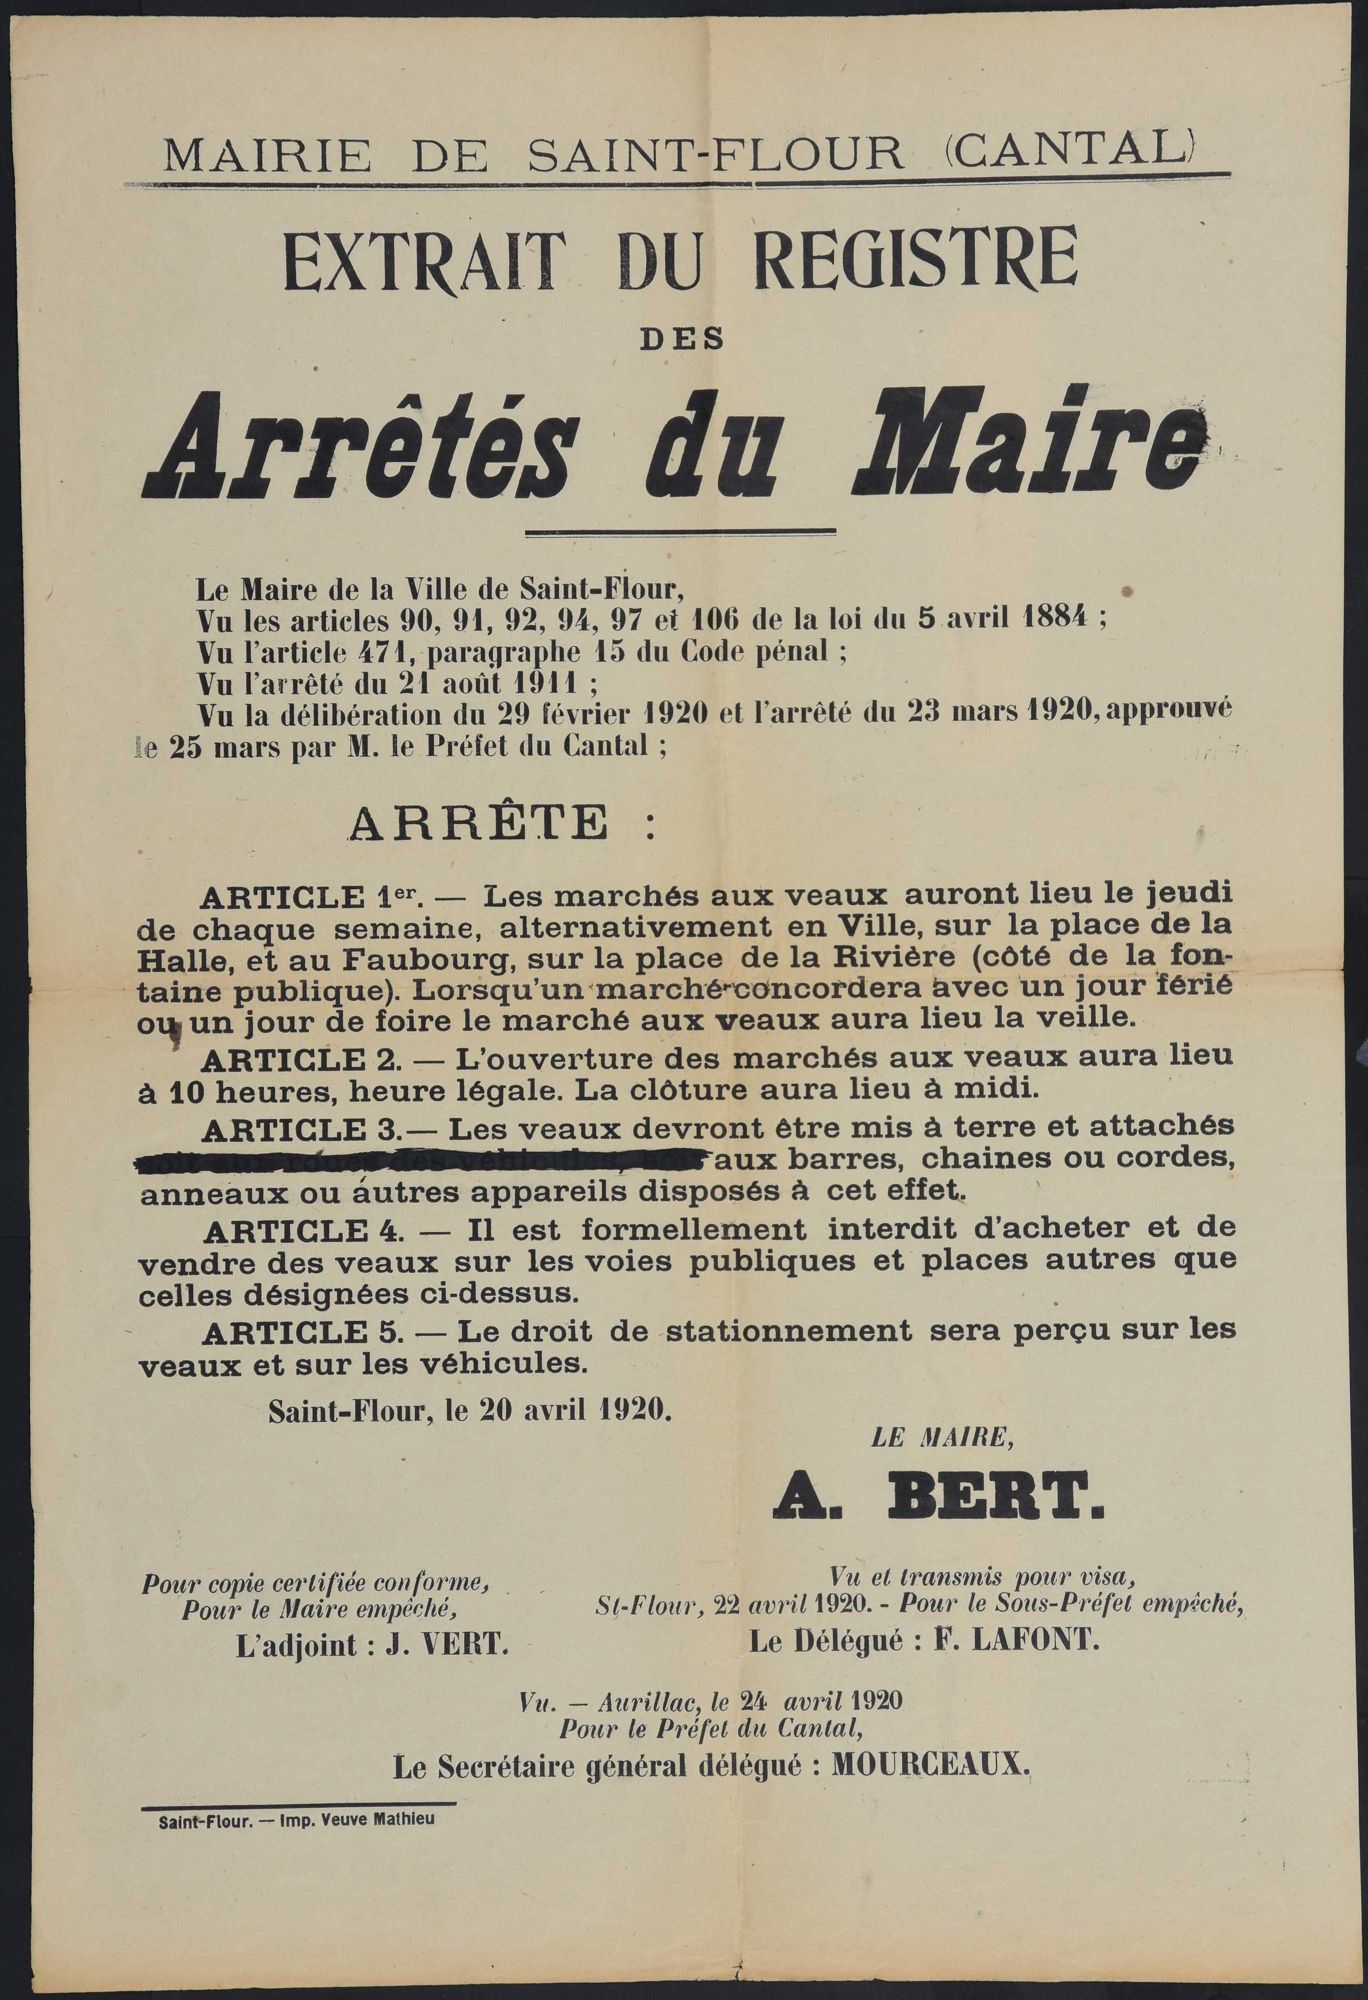 MAIRIE DE SAINT-FLOUR (CANTAL)
EXTRAIT DU REGISTRE
DES
Arrêtés du Maire
Le Maire de la Ville de Saint-Flour,
Vu les articles 90, 91, 92, 94, 97 et 106 de la loi du 5 avril 1884 ;
Vu l'article 471, paragraphe 15 du Code pénal ;
Vu l'arrêté du 21 août 1911 ;
Vu la délibération du 29 février 1920 et l'arrêté du 23 mars 1920, approuvé
le 25 mars par M. le Préfet du Cantal ;
ARRÊTE :
ARTICLE 1er. — Les marchés aux veaux auront lieu le jeudi
de chaque semaine, alternativement en Ville, sur la place de la
Halle, et au Faubourg, sur la place de la Rivière (côté de la fon-
taine publique). Lorsqu'un marché concordera avec un jour férié
ou un jour de foire le marché aux veaux aura lieu la veille.
ARTICLE 2. — L'ouverture des marchés aux veaux aura lieu
à 10 heures, heure légale. La clôture aura lieu à midi.
ARTICLE 3.— Les veaux devront être mis à terre et attachés
soit aux roues des véhicules, soit aux barres, chaines ou cordes,
anneaux ou autres appareils disposés à cet effet.
ARTICLE 4. — Il est formellement interdit d'acheter et de
vendre des veaux sur les voies publiques et places autres que
celles désignées ci-dessus.
ARTICLE 5. — Le droit de stationnement sera perçu sur les
veaux et sur les véhicules.
Saint-Flour, le 20 avril 1920.
LE MAIRE,
A. BERT.
Pour copie certifiée conforme,
Pour le Maire empêché,
L'adjoint : J. VERT.
Vu et transmis pour visa,
St-Flour, 22 avril 1920. - Pour le Sous-Préfet empêché,
Le Délégué : F. LAFONT.
Vu. — Aurillac, le 24 avril 1920
Pour le Préfet du Cantal,
Le Secrétaire général délégué : MOURCEAUX.
Saint-Flour. — Imp. Veuve Mathieu